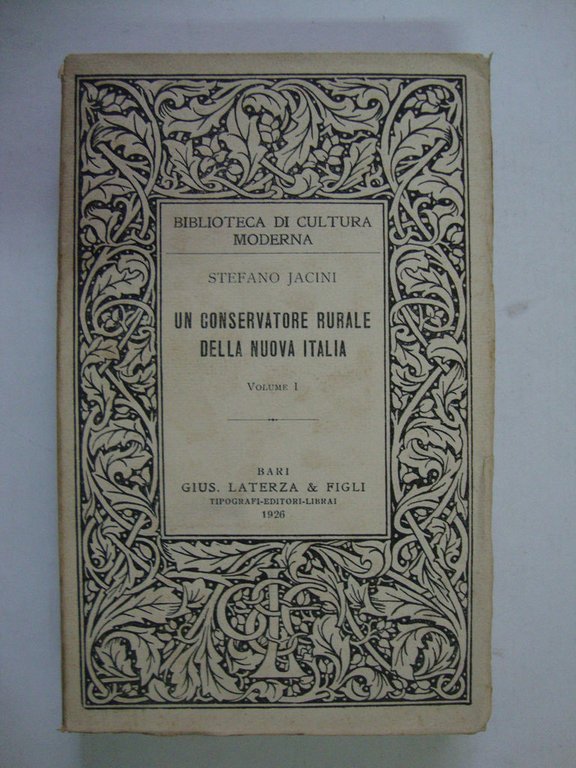 BIBLIOTECA DI CULTURA
MODERNA
STEFANO JACINI
UN CONSERVATORE RURALE
DELLA NUOVA ITALIA
VOLUME I
BARI
GIUS. LATERZA & FIGLI
TIPOGRAFI-EDITORI-LIBRAI
1926